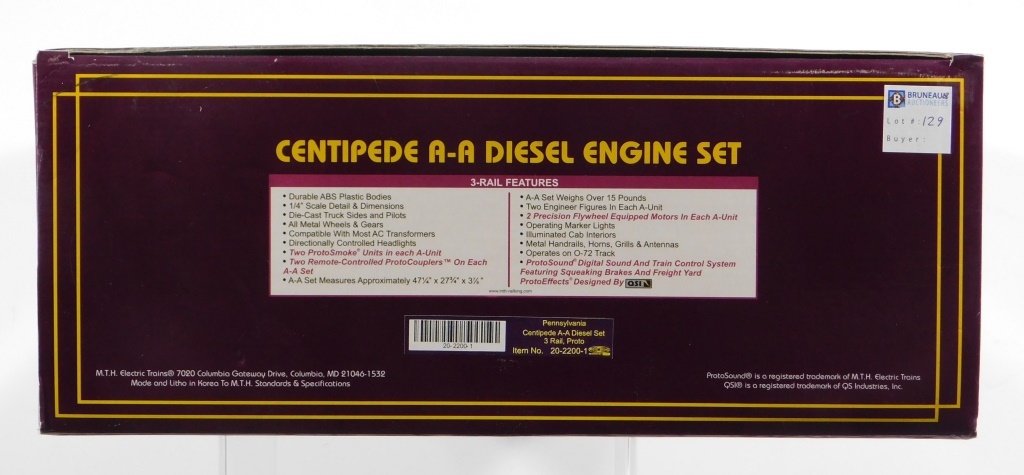 BRUNEAU &
AUCTIONEERS
Lot #: 129
Buyer:
CENTIPEDE A-A DIESEL ENGINE SET
3-RAIL FEATURES
• Durable ABS Plastic Bodies
• 1/4" Scale Detail & Dimensions
• Die-Cast Truck Sides and Pilots
• All Metal Wheels & Gears
• Compatible With Most AC Transformers
• Directionally Controlled Headlights
• Two ProtoSmoke® Units in each A-Unit
• Two Remote-Controlled ProtoCouplers™ On Each
A-A Set
• A-A Set Measures Approximately 47¼" x 27¾" x 3⅞"
• A-A Set Weighs Over 15 Pounds
• Two Engineer Figures In Each A-Unit
• 2 Precision Flywheel Equipped Motors In Each A-Unit
• Operating Marker Lights
• Illuminated Cab Interiors
• Metal Handrails, Horns, Grills & Antennas
• Operates on O-72 Track
• ProtoSound® Digital Sound And Train Control System
Featuring Squeaking Brakes And Freight Yard
ProtoEffects® Designed By QSI
www.mth-railking.com
20-2200-1
Pennsylvania
Centipede A-A Diesel Set
3 Rail, Proto
Item No. 20-2200-1
M.T.H. Electric Trains® 7020 Columbia Gateway Drive, Columbia, MD 21046-1532
Made and Litho in Korea To M.T.H. Standards & Specifications
ProtoSound® is a registered trademark of M.T.H. Electric Trains
QSI® is a registered trademark of QS Industries, Inc.